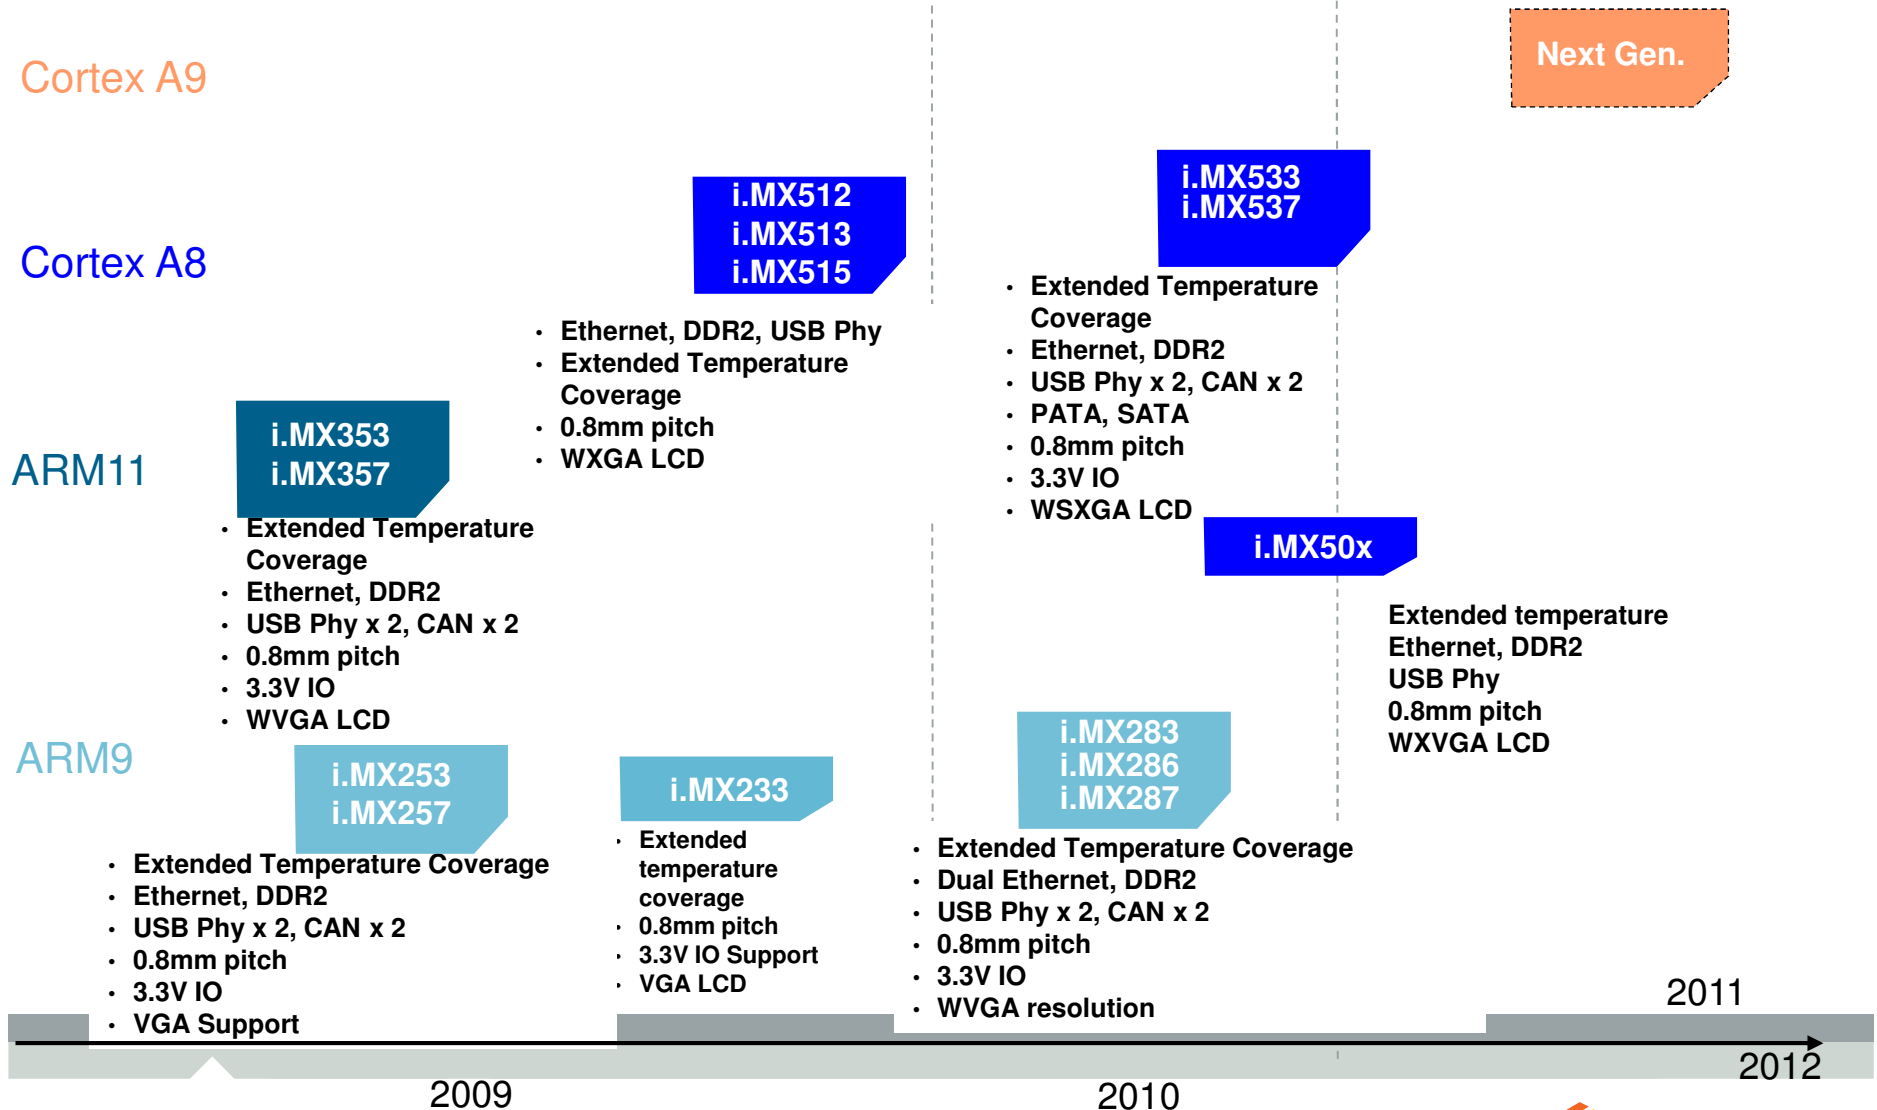 Next Gen.
Cortex A9
i.MX533
i.MX537
i.MX512
i.MX513
i.MX515
Cortex A8
• Extended Temperature
Coverage
• Ethernet, DDR2
• USB Phy x 2, CAN x 2
• PATA, SATA
• 0.8mm pitch
• 3.3V IO
• WSXGA LCD
• Ethernet, DDR2, USB Phy
• Extended Temperature
Coverage
• 0.8mm pitch
• WXGA LCD
i.MX353
i.MX357
ARM11
• Extended Temperature
Coverage
• Ethernet, DDR2
• USB Phy x 2, CAN x 2
• 0.8mm pitch
• 3.3V IO
• WVGA LCD
i.MX50x
Extended temperature
Ethernet, DDR2
USB Phy
0.8mm pitch
WXVGA LCD
ARM9
i.MX253
i.MX257
• Extended Temperature Coverage
• Ethernet, DDR2
• USB Phy x 2, CAN x 2
• 0.8mm pitch
• 3.3V IO
• VGA Support
i.MX233
• Extended
temperature
coverage
• 0.8mm pitch
• 3.3V IO Support
• VGA LCD
i.MX283
i.MX286
i.MX287
• Extended Temperature Coverage
• Dual Ethernet, DDR2
• USB Phy x 2, CAN x 2
• 0.8mm pitch
• 3.3V IO
• WVGA resolution
2011
2012
2009
2010